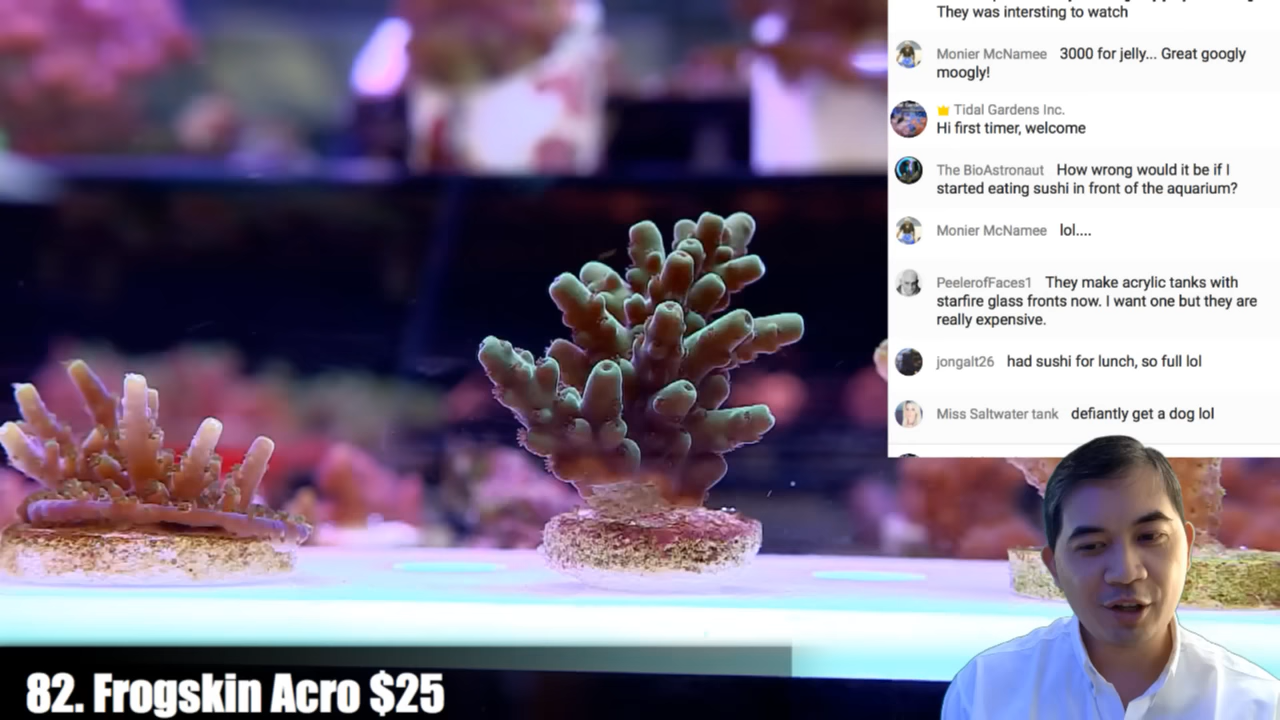 They was intersting to watch
Monier McNamee 3000 for jelly... Great googly
moogly!
Tidal Gardens Inc.
Hi first timer, welcome
The BioAstronaut How wrong would it be if I
started eating sushi in front of the aquarium?
Monier McNamee lol....
PeelerofFaces1 They make acrylic tanks with
starfire glass fronts now. I want one but they are
really expensive.
jongalt26 had sushi for lunch, so full lol
Miss Saltwater tank defiantly get a dog lol
82. Frogskin Acro $25